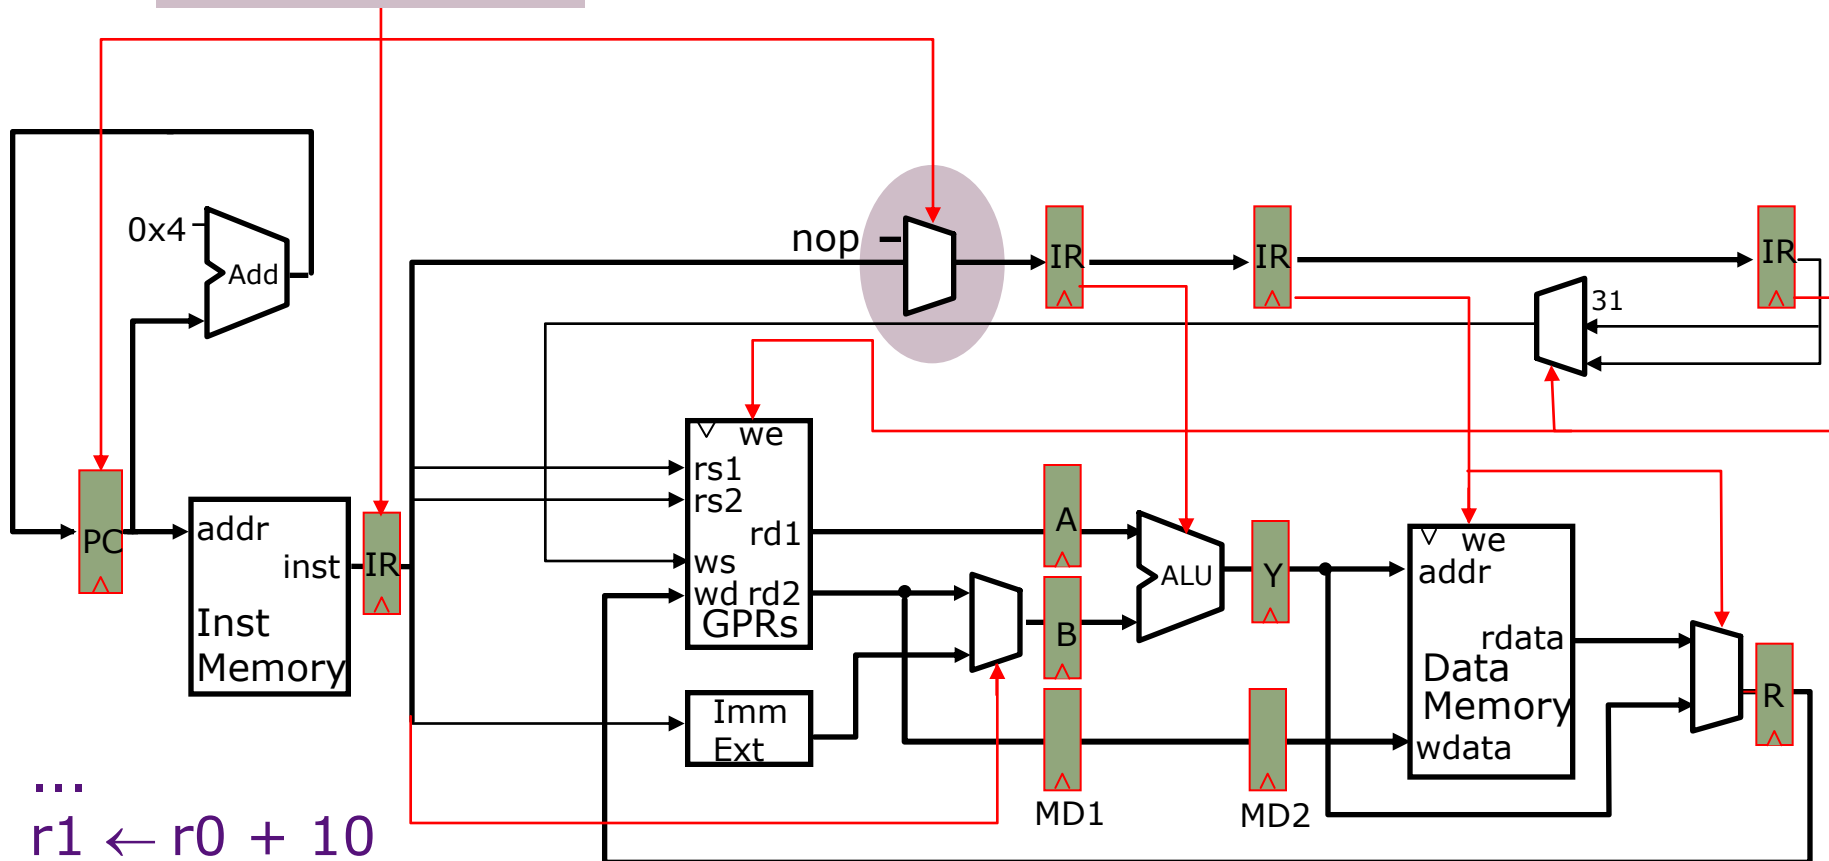 nop
IR
IR
IR
0x4
Add
31
we
rs1
rs2
rd1
ws
wd rd2
GPRs
PC
addr
inst
Inst
Memory
IR
A
B
ALU
Y
we
addr
rdata
Data
Memory
wdata
R
Imm
Ext
MD1
MD2
...
r1 ← r0 + 10